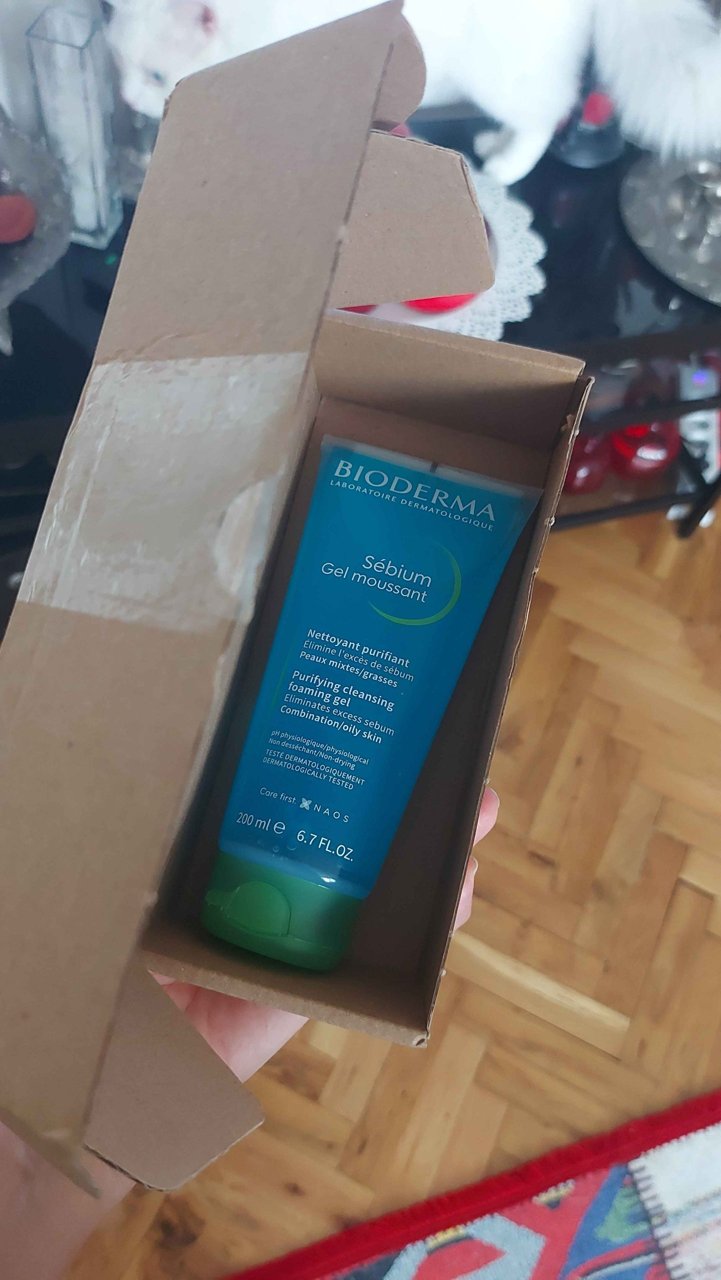 BIODERMA
LABORATOIRE DERMATOLOGIQUE
Sébium
Gel moussant
Nettoyant purifiant
Elimine l'excès de sébum
Peaux mixtes/grasses
Purifying cleansing
foaming gel
Eliminates excess sebum
Combination/oily skin
pH physiologique/physiological
Non desséchant/Non-drying
TESTÉ DERMATOLOGIQUEMENT
DERMATOLOGICALLY TESTED
Care first NAOS
200 ml e 6.7 FL.OZ.